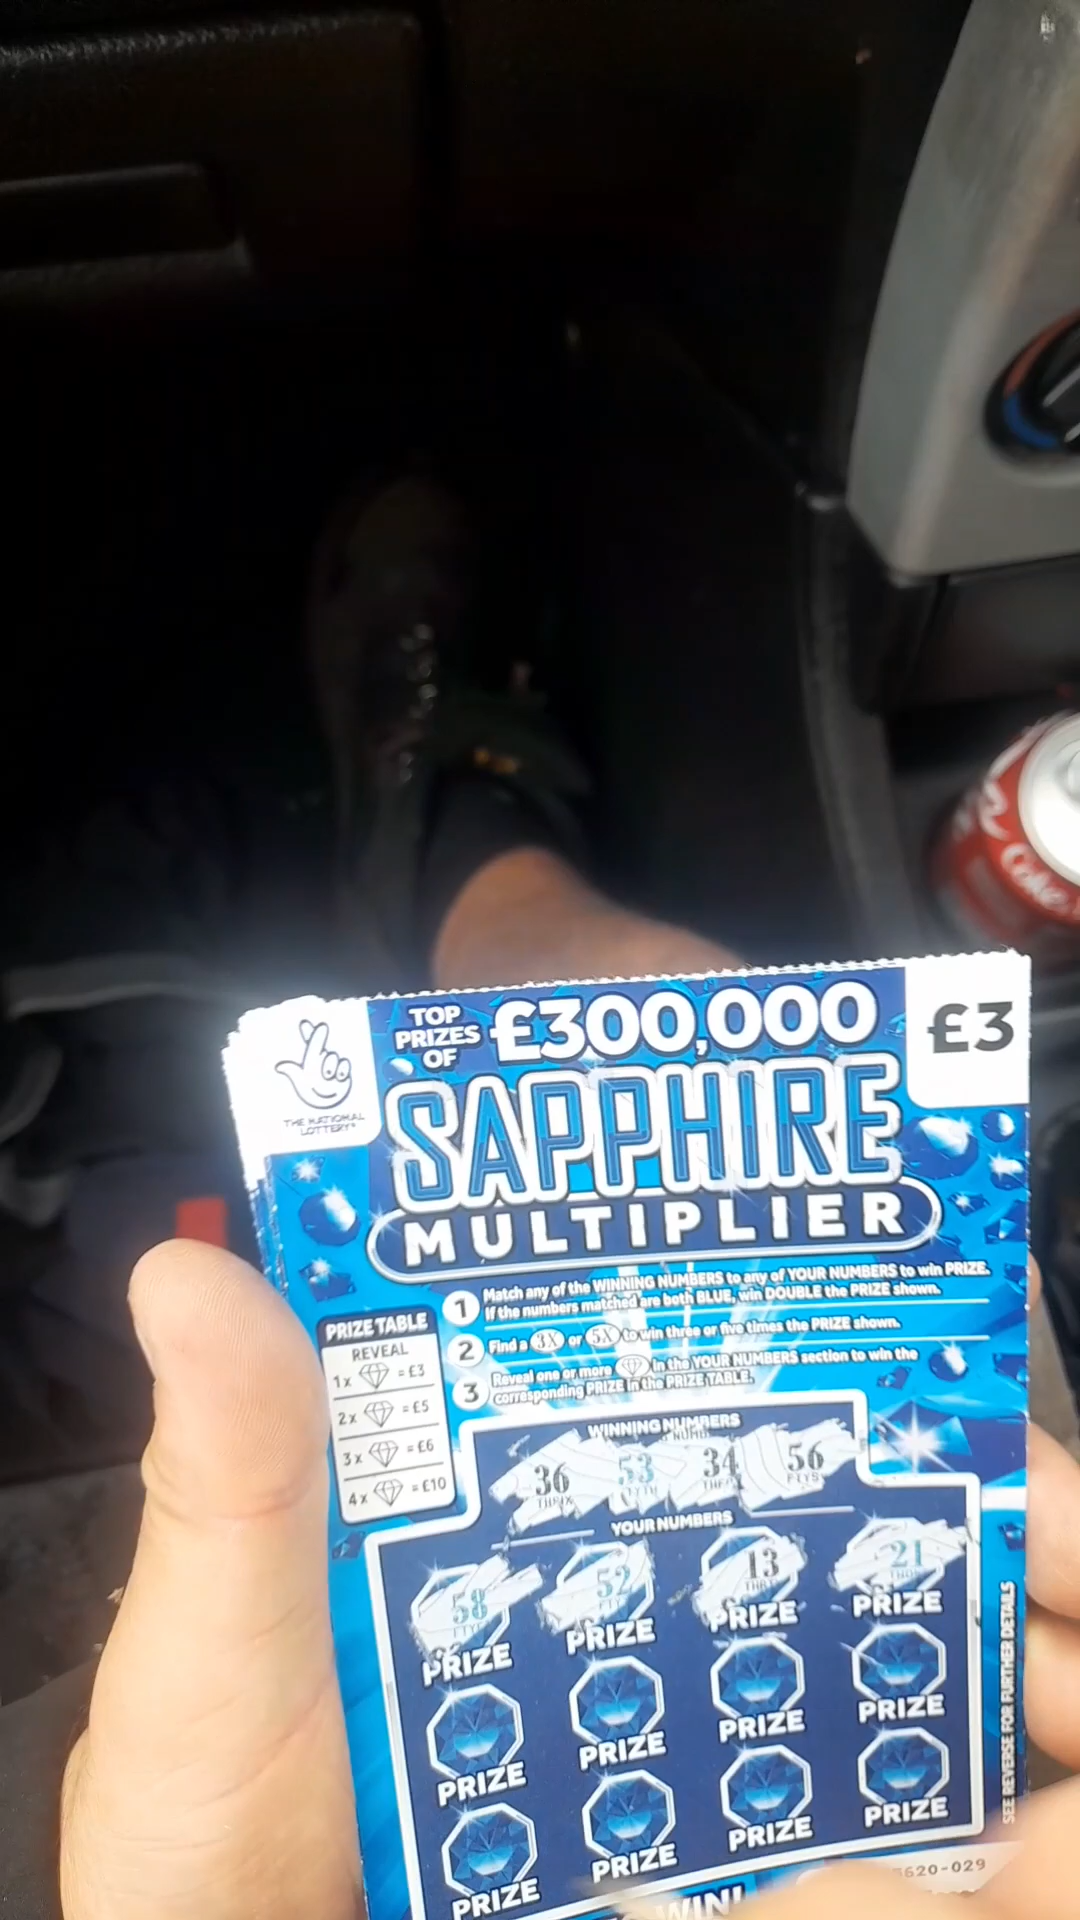 TOP
PRIZES
OF
£300,000
£3
THE NATIONAL
LOTTERY®
SAPPHIRE
MULTIPLIER
1 Match any of the WINNING NUMBERS to any of YOUR NUMBERS to win PRIZE.
If the numbers matched are both BLUE, win DOUBLE the PRIZE shown.
2 Find a 3X or 5X to win three or five times the PRIZE shown.
3 Reveal one or more in the YOUR NUMBERS section to win the
corresponding PRIZE in the PRIZE TABLE.
PRIZE TABLE
REVEAL
1x = £3
2x = £5
3x = £6
4x = £10
WINNING NUMBERS
36 53 34 56
YOUR NUMBERS
58 52 13 21
PRIZE PRIZE PRIZE PRIZE
PRIZE PRIZE PRIZE PRIZE
PRIZE PRIZE PRIZE PRIZE
SEE REVERSE FOR FURTHER DETAILS
620-029
WIN!
Coke